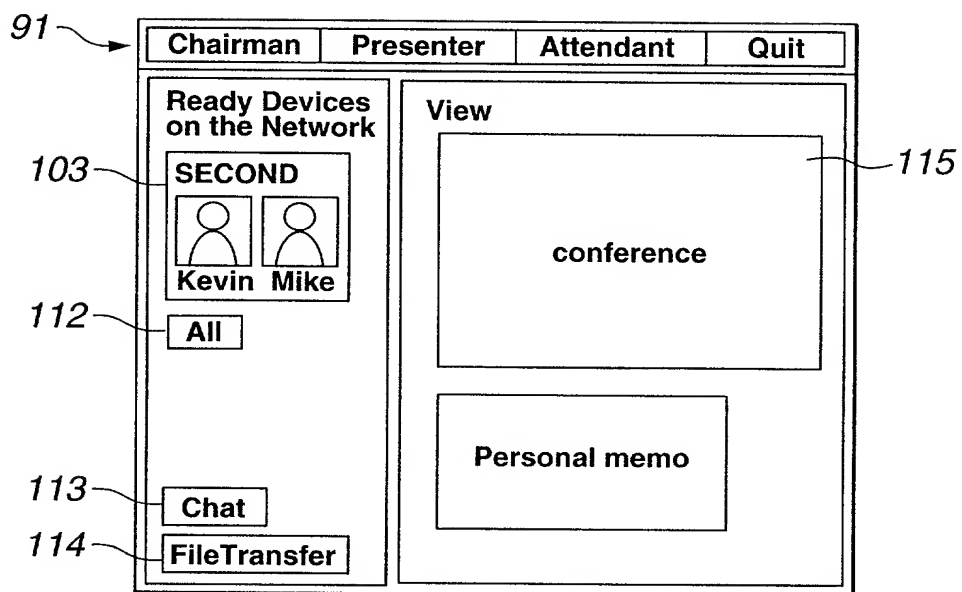 91
Chairman Presenter Attendant Quit
Ready Devices
on the Network
103
SECOND
Kevin Mike
112
All
113
Chat
114
FileTransfer
View
115
conference
Personal memo